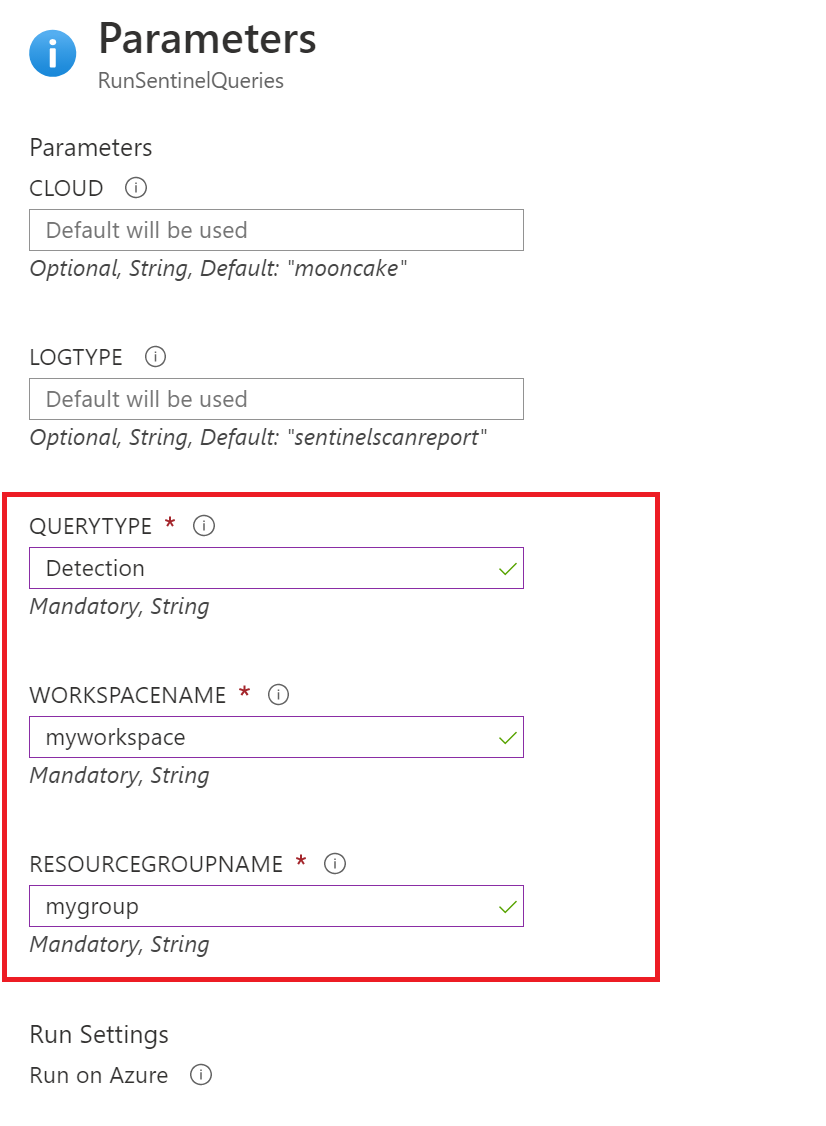 Parameters
RunSentinelQueries
Parameters
CLOUD
Default will be used
Optional, String, Default: "mooncake"
LOGTYPE
Default will be used
Optional, String, Default: "sentinelscanreport"
QUERYTYPE *
Detection
Mandatory, String
WORKSPACENAME *
myworkspace
Mandatory, String
RESOURCEGROUPNAME *
mygroup
Mandatory, String
Run Settings
Run on Azure